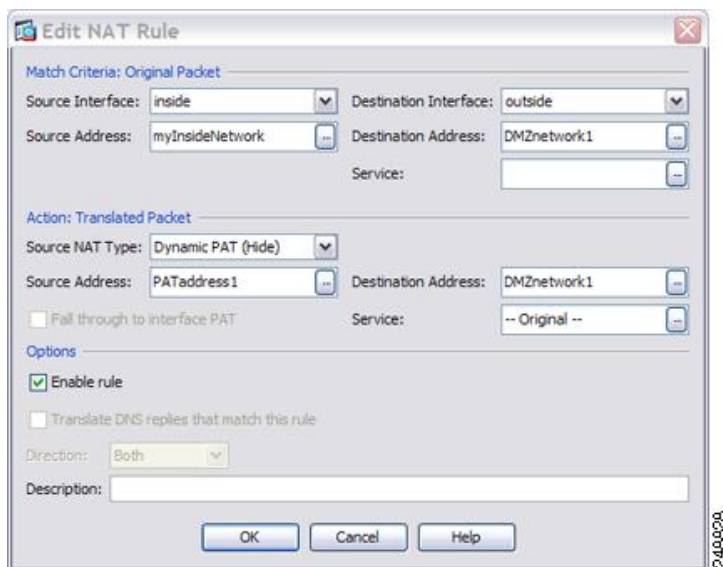 Edit NAT Rule
Match Criteria: Original Packet
Source Interface: inside Destination Interface: outside
Source Address: myInsideNetwork Destination Address: DMZnetwork1
Service:
Action: Translated Packet
Source NAT Type: Dynamic PAT (Hide)
Source Address: PATaddress1 Destination Address: DMZnetwork1
Fall through to interface PAT Service: -- Original --
Options
Enable rule
Translate DNS replies that match this rule
Direction: Both
Description:
OK Cancel Help
248828